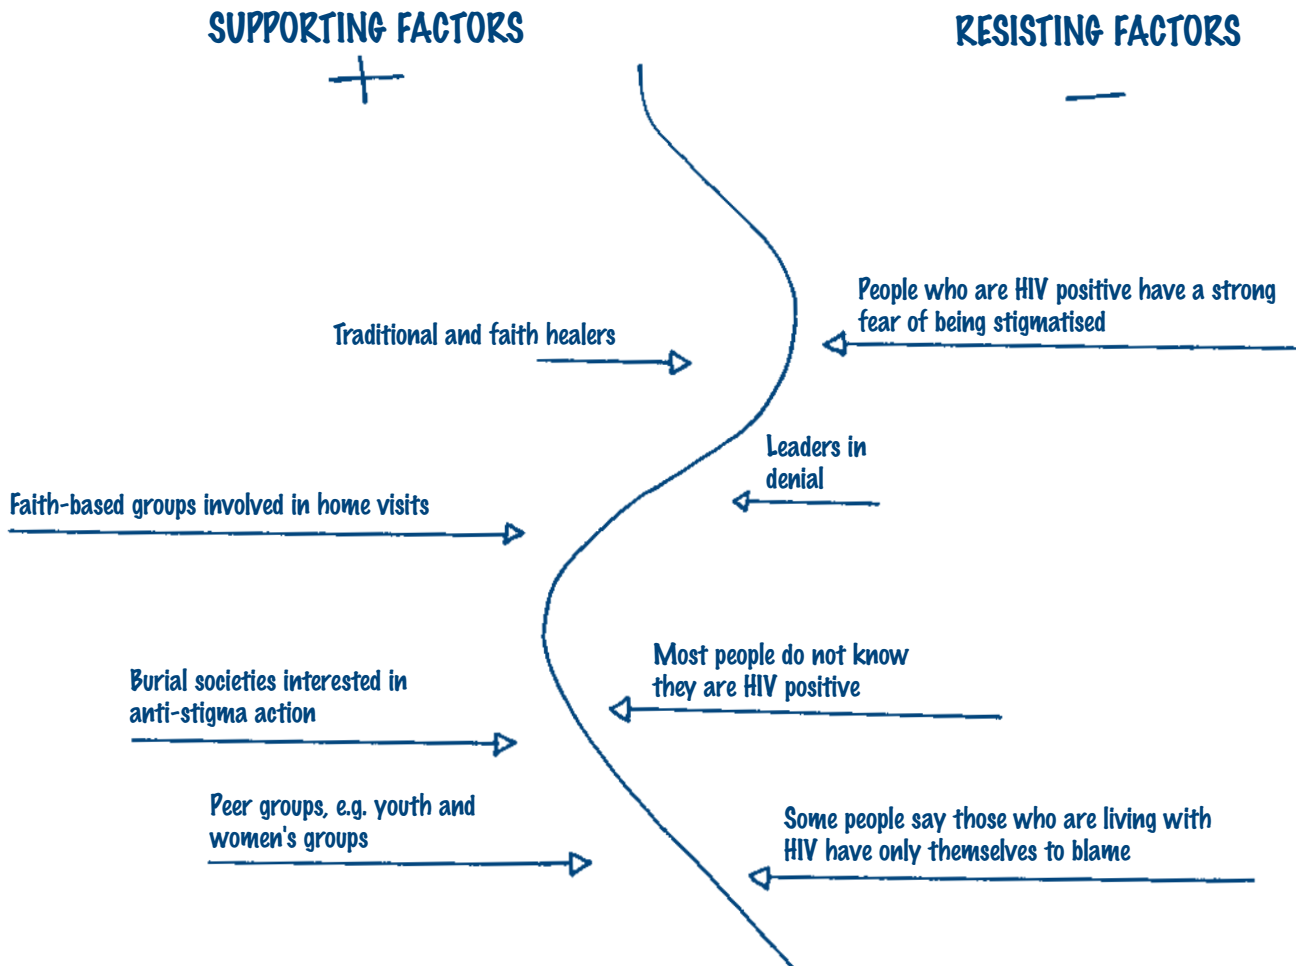 SUPPORTING FACTORS
+
RESISTING FACTORS
–
People who are HIV positive have a strong
fear of being stigmatised
Traditional and faith healers
Leaders in
denial
Faith-based groups involved in home visits
Most people do not know
they are HIV positive
Burial societies interested in
anti-stigma action
Peer groups, e.g. youth and
women's groups
Some people say those who are living with
HIV have only themselves to blame